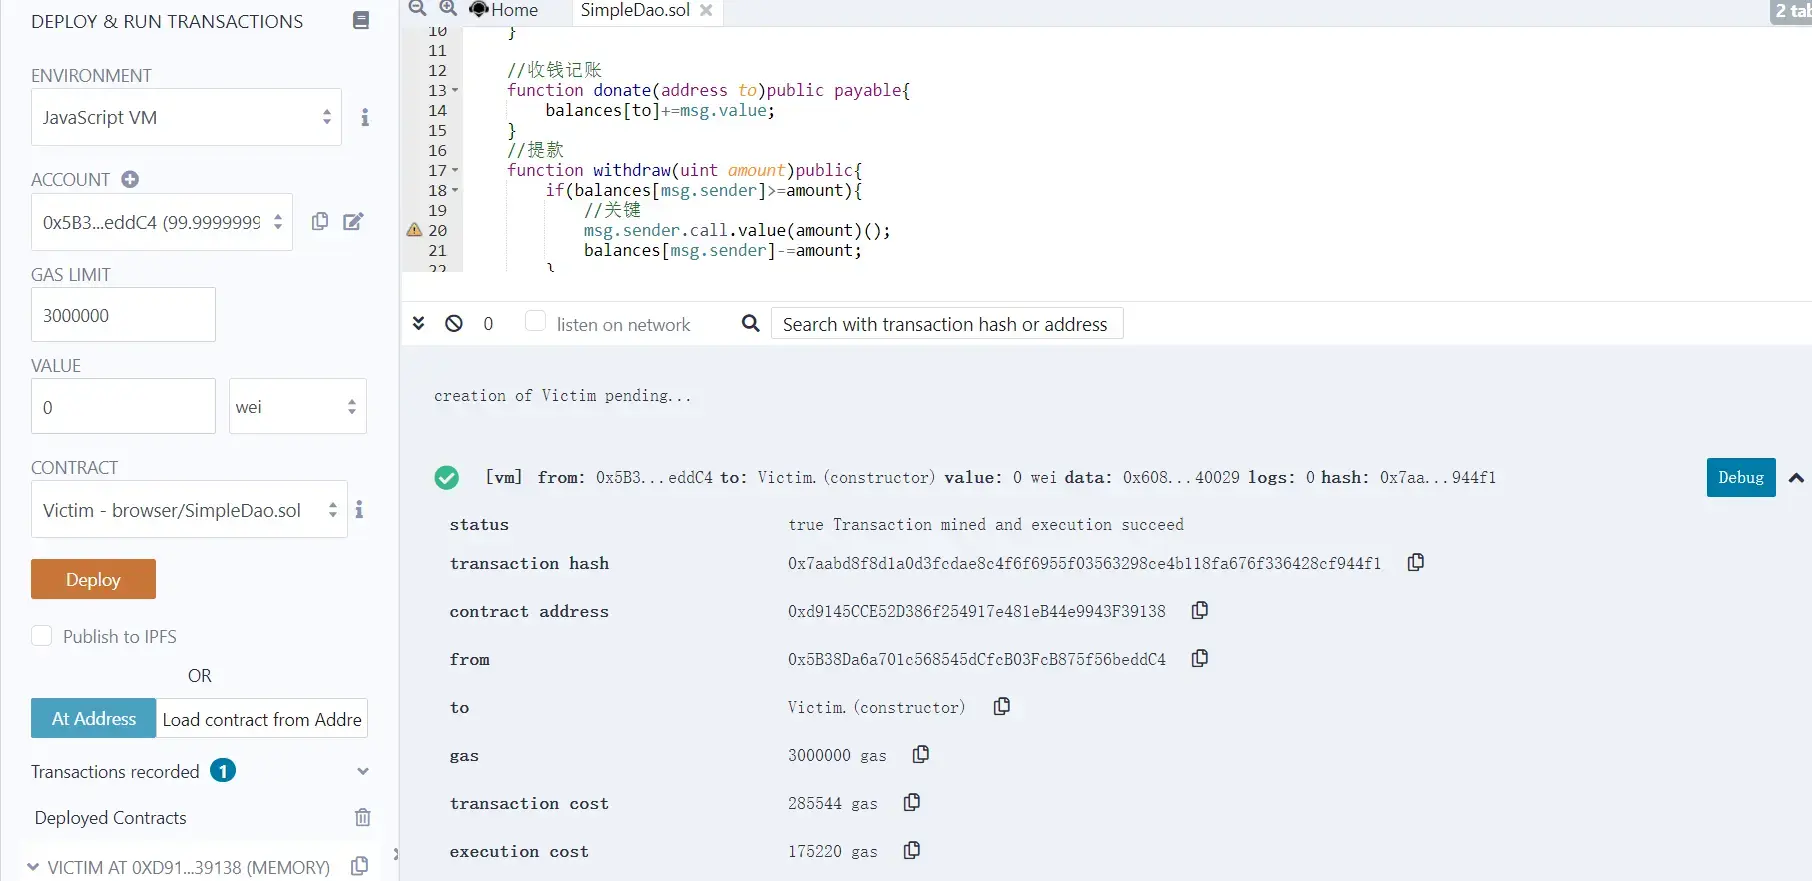 DEPLOY & RUN TRANSACTIONS
ENVIRONMENT
JavaScript VM
ACCOUNT
0x5B3...eddC4 (99.9999999
GAS LIMIT
3000000
VALUE
0
wei
CONTRACT
Victim - browser/SimpleDao.sol
Deploy
Publish to IPFS
OR
At Address
Load contract from Addre
Transactions recorded 1
Deployed Contracts
VICTIM AT 0XD91...39138 (MEMORY)
Home
SimpleDao.sol
2 tab
10 }
11
12 //收钱记账
13 function donate(address to)public payable{
14 balances[to]+=msg.value;
15 }
16 //提款
17 function withdraw(uint amount)public{
18 if(balances[msg.sender]>=amount){
19 //关键
20 msg.sender.call.value(amount)();
21 balances[msg.sender]-=amount;
22 }
0
listen on network
Search with transaction hash or address
creation of Victim pending...
[vm] from: 0x5B3...eddC4 to: Victim.(constructor) value: 0 wei data: 0x608...40029 logs: 0 hash: 0x7aa...944f1
Debug
status true Transaction mined and execution succeed
transaction hash 0x7aabd8f8d1a0d3fcdae8c4f6f6955f03563298ce4b118fa676f336428cf944f1
contract address 0xd9145CCE52D386f254917e481eB44e9943F39138
from 0x5B38Da6a701c568545dCfcB03FcB875f56beddC4
to Victim.(constructor)
gas 3000000 gas
transaction cost 285544 gas
execution cost 175220 gas